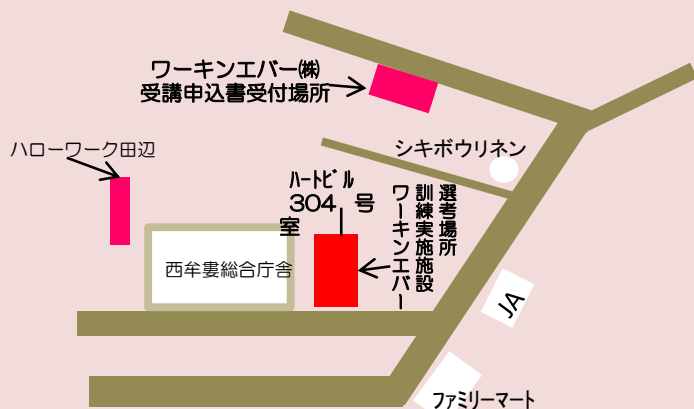 ワーキンエバー㈱
受講申込書受付場所
シキボウリネン
ハローワーク田辺
ハートビル
304 号
室
選考場所
訓練実施施設
ワーキンエバー
西牟婁総合庁舎
JA
ファミリーマート